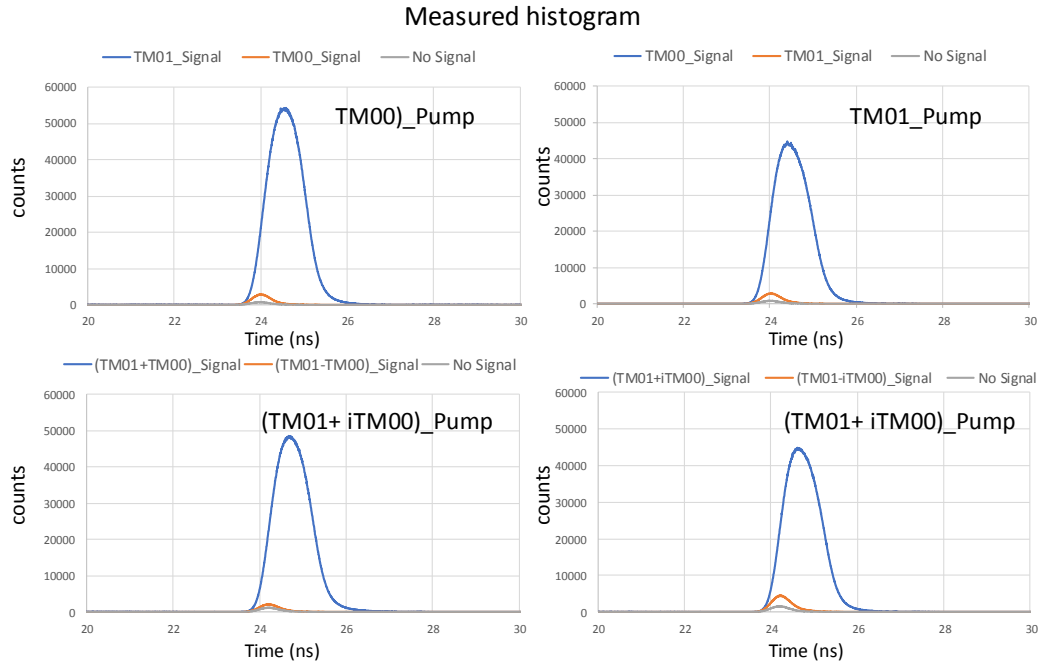 Measured histogram
TM01_Signal TM00_Signal No Signal
TM00)_Pump
counts
60000
50000
40000
30000
20000
10000
0
20 22 24 26 28 30
Time (ns)
TM00_Signal TM01_Signal No Signal
TM01_Pump
counts
60000
50000
40000
30000
20000
10000
0
20 22 24 26 28 30
Time (ns)
(TM01+TM00)_Signal (TM01-TM00)_Signal No Signal
(TM01+ iTM00)_Pump
counts
60000
50000
40000
30000
20000
10000
0
20 22 24 26 28 30
Time (ns)
(TM01+iTM00)_Signal (TM01-iTM00)_Signal No Signal
(TM01+ iTM00)_Pump
counts
60000
50000
40000
30000
20000
10000
0
20 22 24 26 28 30
Time (ns)